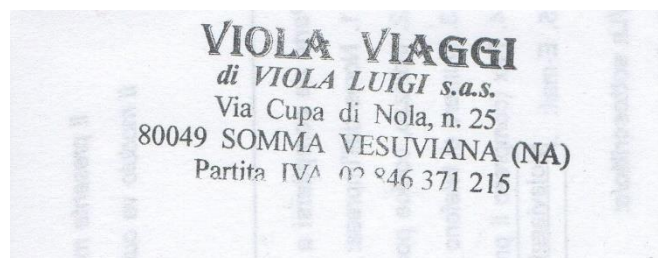 VIOLA VIAGGI
di VIOLA LUIGI s.a.s.
Via Cupa di Nola, n. 25
80049 SOMMA VESUVIANA (NA)
Partita IVA 02 846 371 215